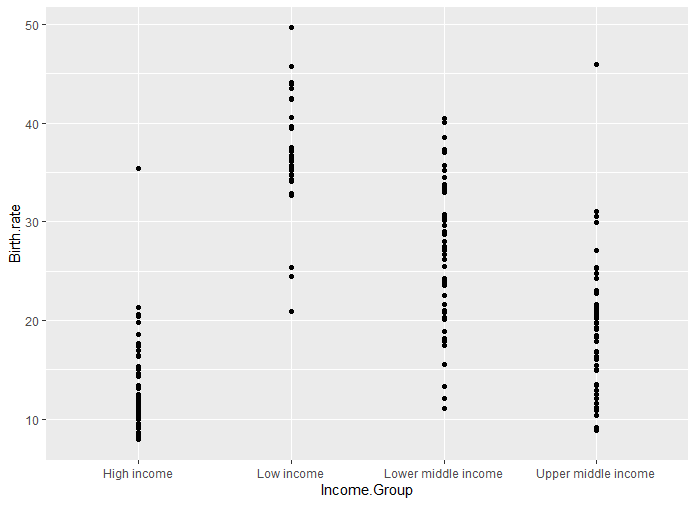 Birth.rate
50
40
30
20
10
High income
Low income
Lower middle income
Upper middle income
Income.Group